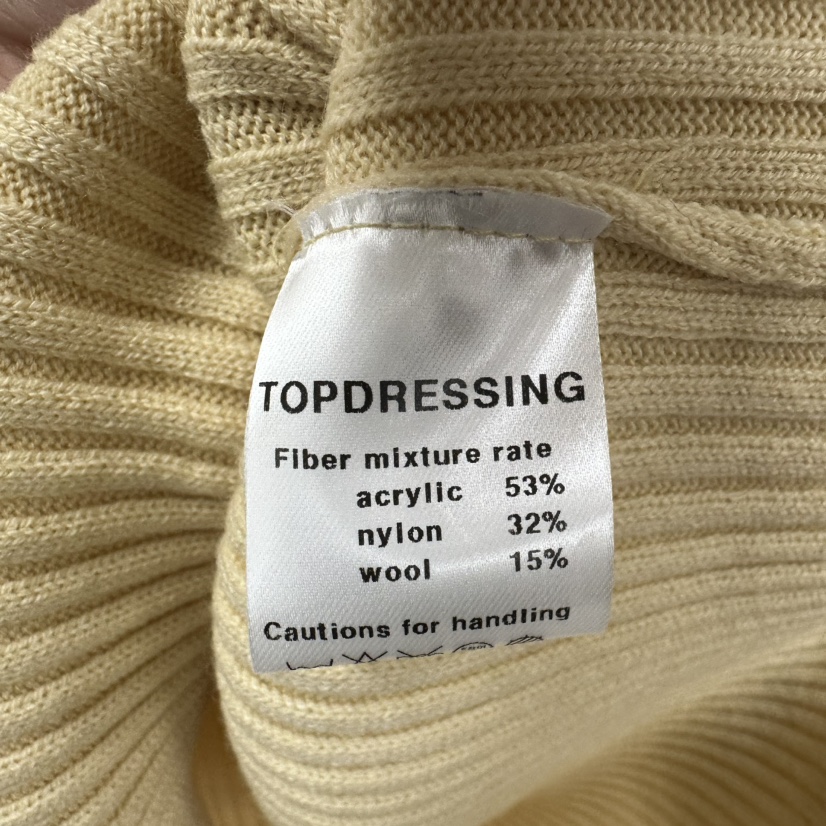 TOPDRESSING
Fiber mixture rate
acrylic 53%
nylon 32%
wool 15%
Cautions for handling